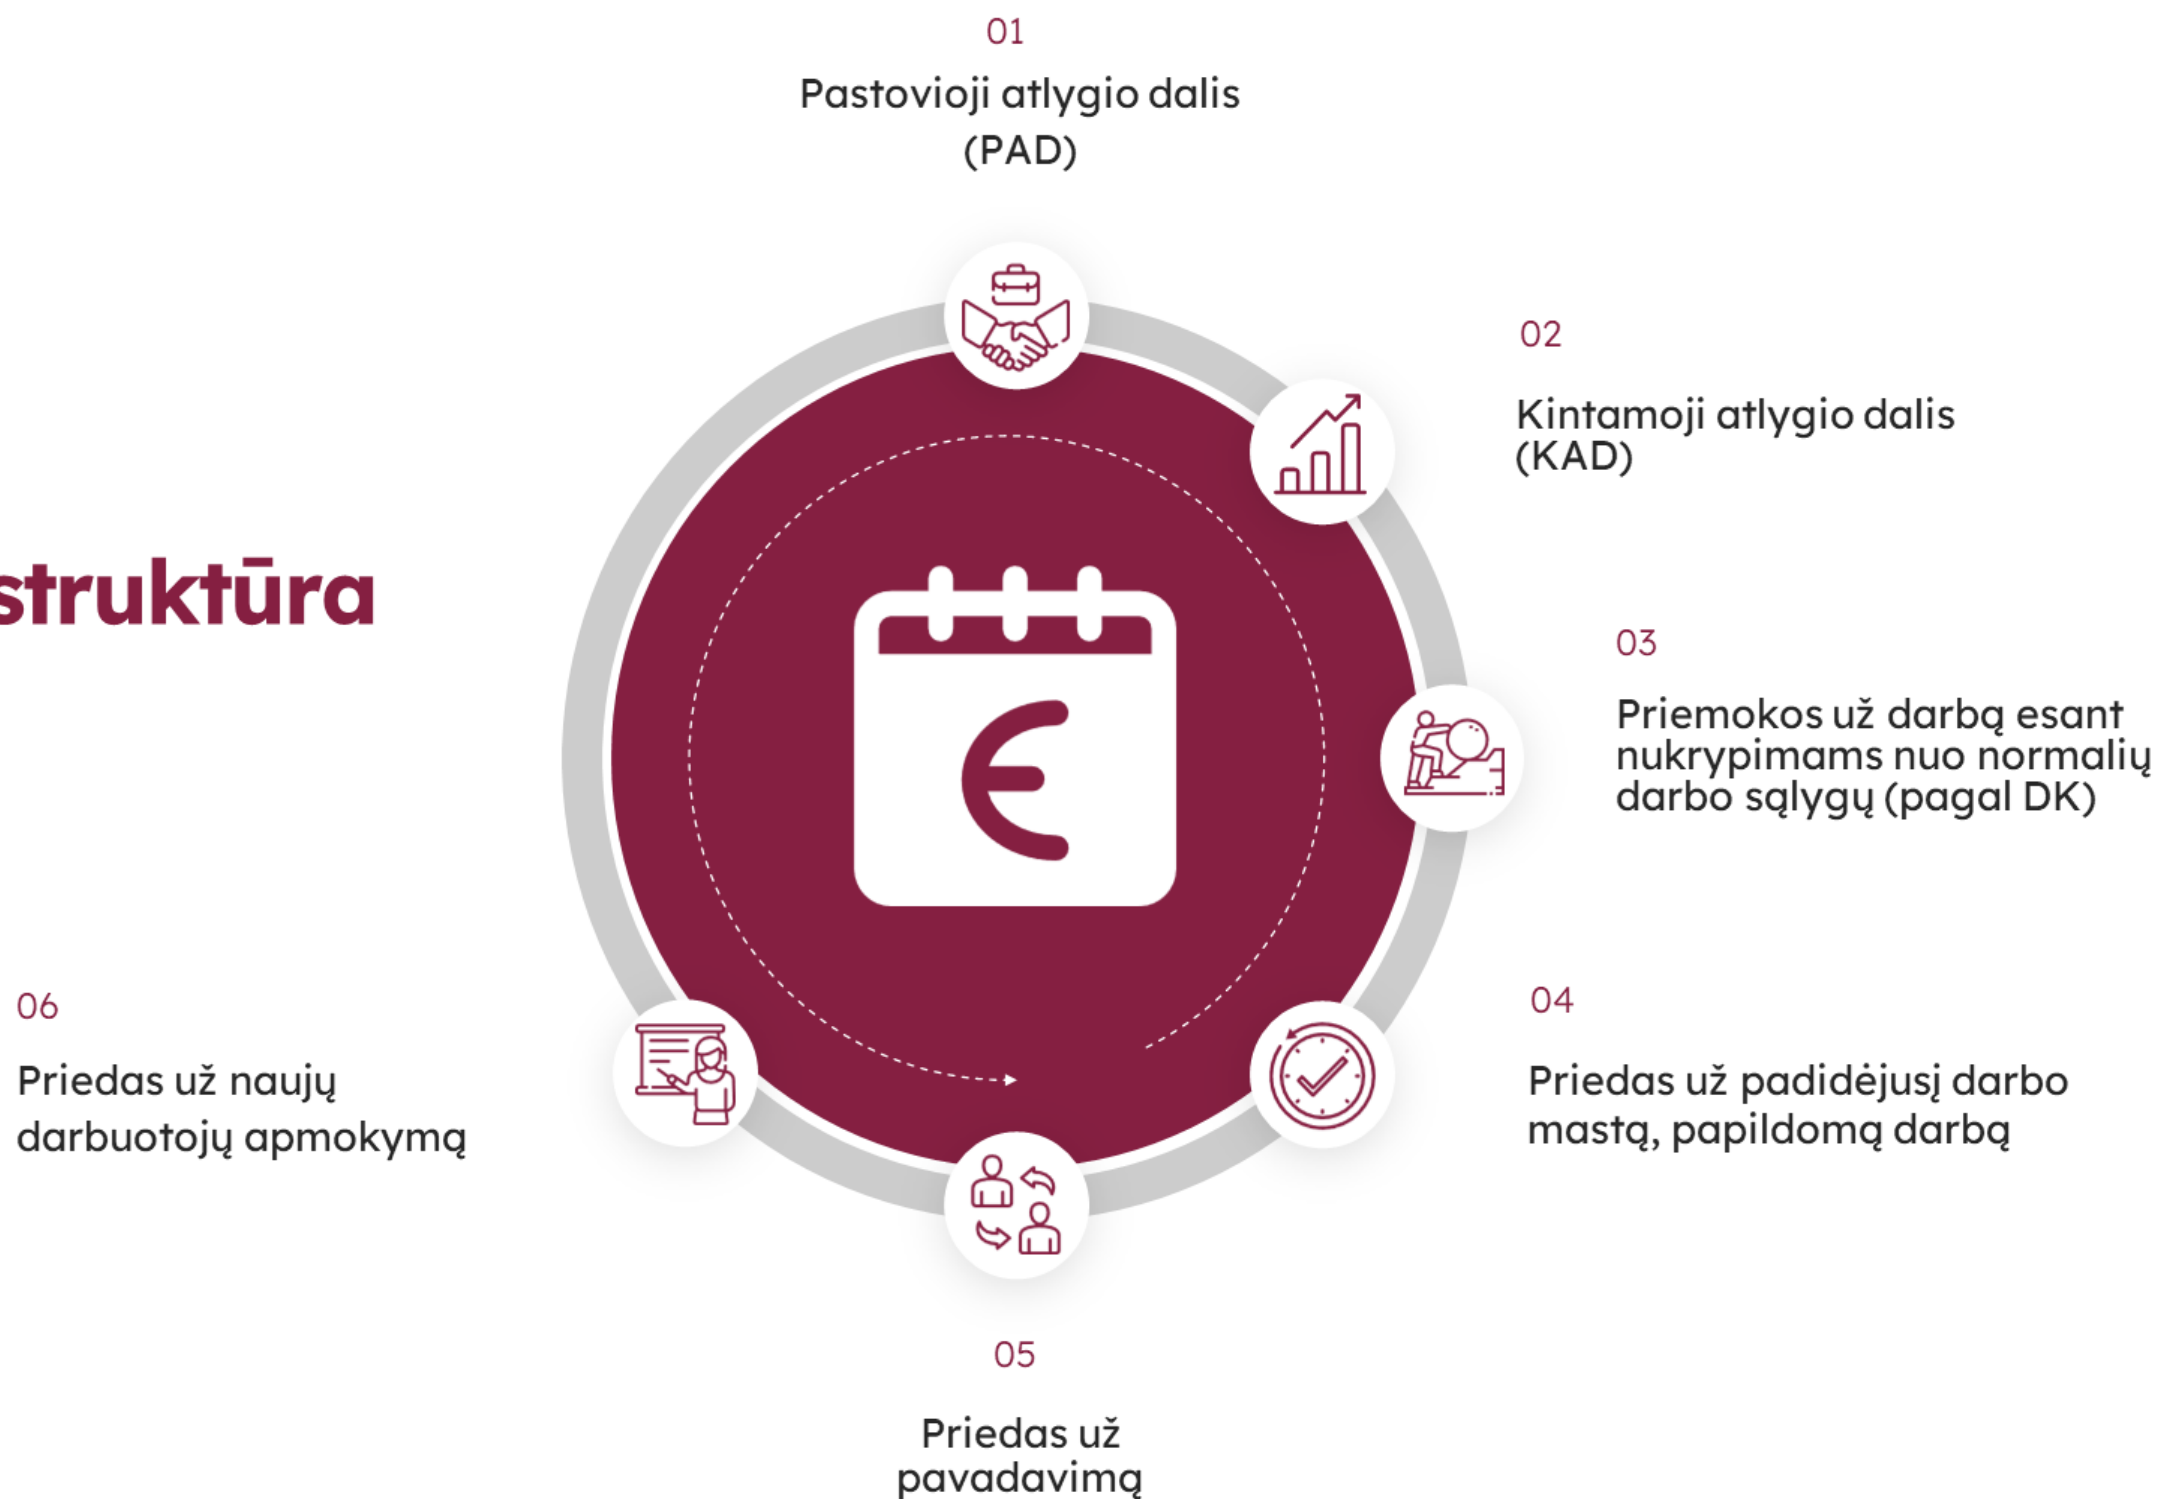 01
Pastovioji atlygio dalis
(PAD)
02
Kintamoji atlygio dalis
(KAD)
struktūra
03
Priemokos už darbą esant
nukrypimams nuo normalių
darbo sąlygų (pagal DK)
04
Priedas už padidėjusį darbo
mastą, papildomą darbą
05
Priedas už
pavadavimą
06
Priedas už naujų
darbuotojų apmokymą
€